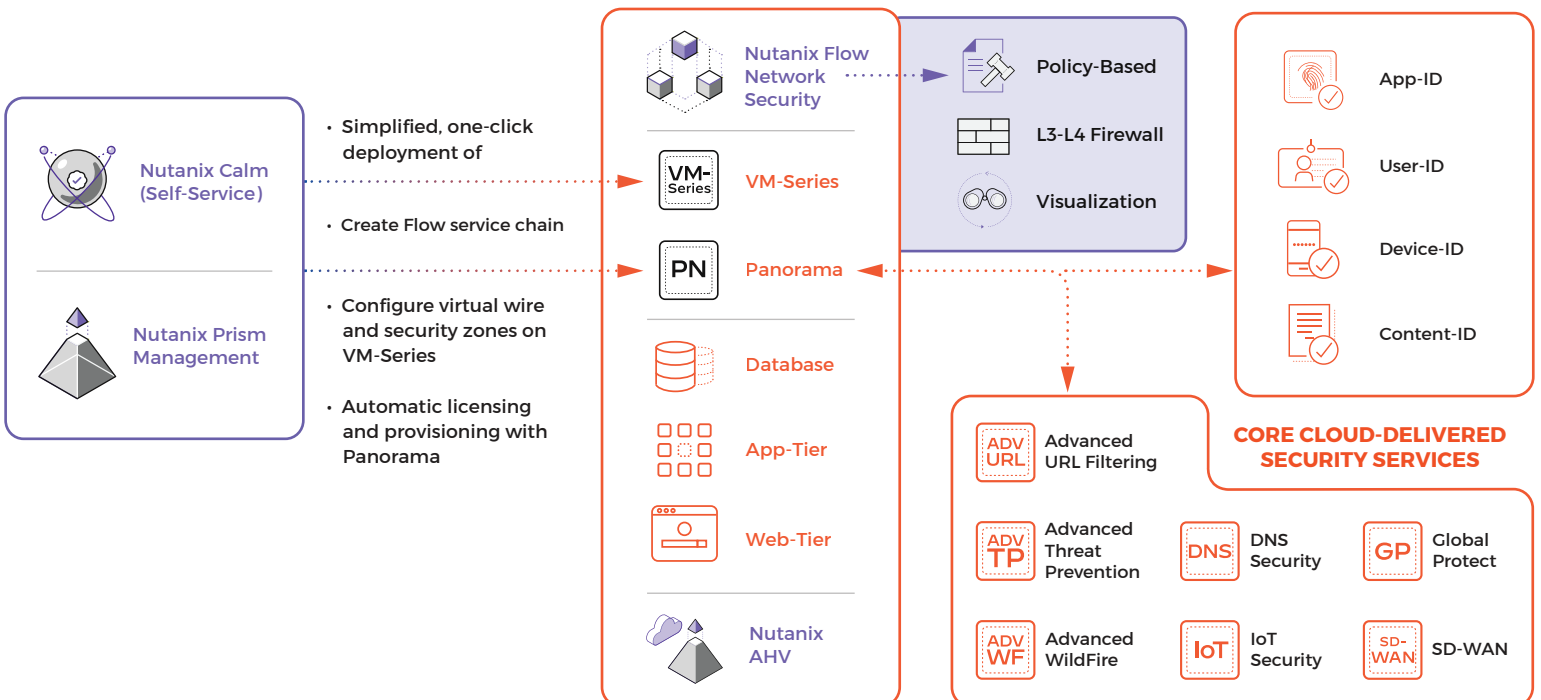 Nutanix Calm
(Self-Service)
Nutanix Prism
Management
• Simplified, one-click
deployment of
• Create Flow service chain
• Configure virtual wire
and security zones on
VM-Series
• Automatic licensing
and provisioning with
Panorama
Nutanix Flow
Network
Security
VM-
Series
VM-Series
PN
Panorama
Database
App-Tier
Web-Tier
Nutanix
AHV
Policy-Based
L3-L4 Firewall
Visualization
App-ID
User-ID
Device-ID
Content-ID
CORE CLOUD-DELIVERED
SECURITY SERVICES
ADV
URL
Advanced
URL Filtering
ADV
TP
Advanced
Threat
Prevention
DNS
DNS
Security
GP
Global
Protect
ADV
WF
Advanced
WildFire
IoT
IoT
Security
SD-
WAN
SD-WAN